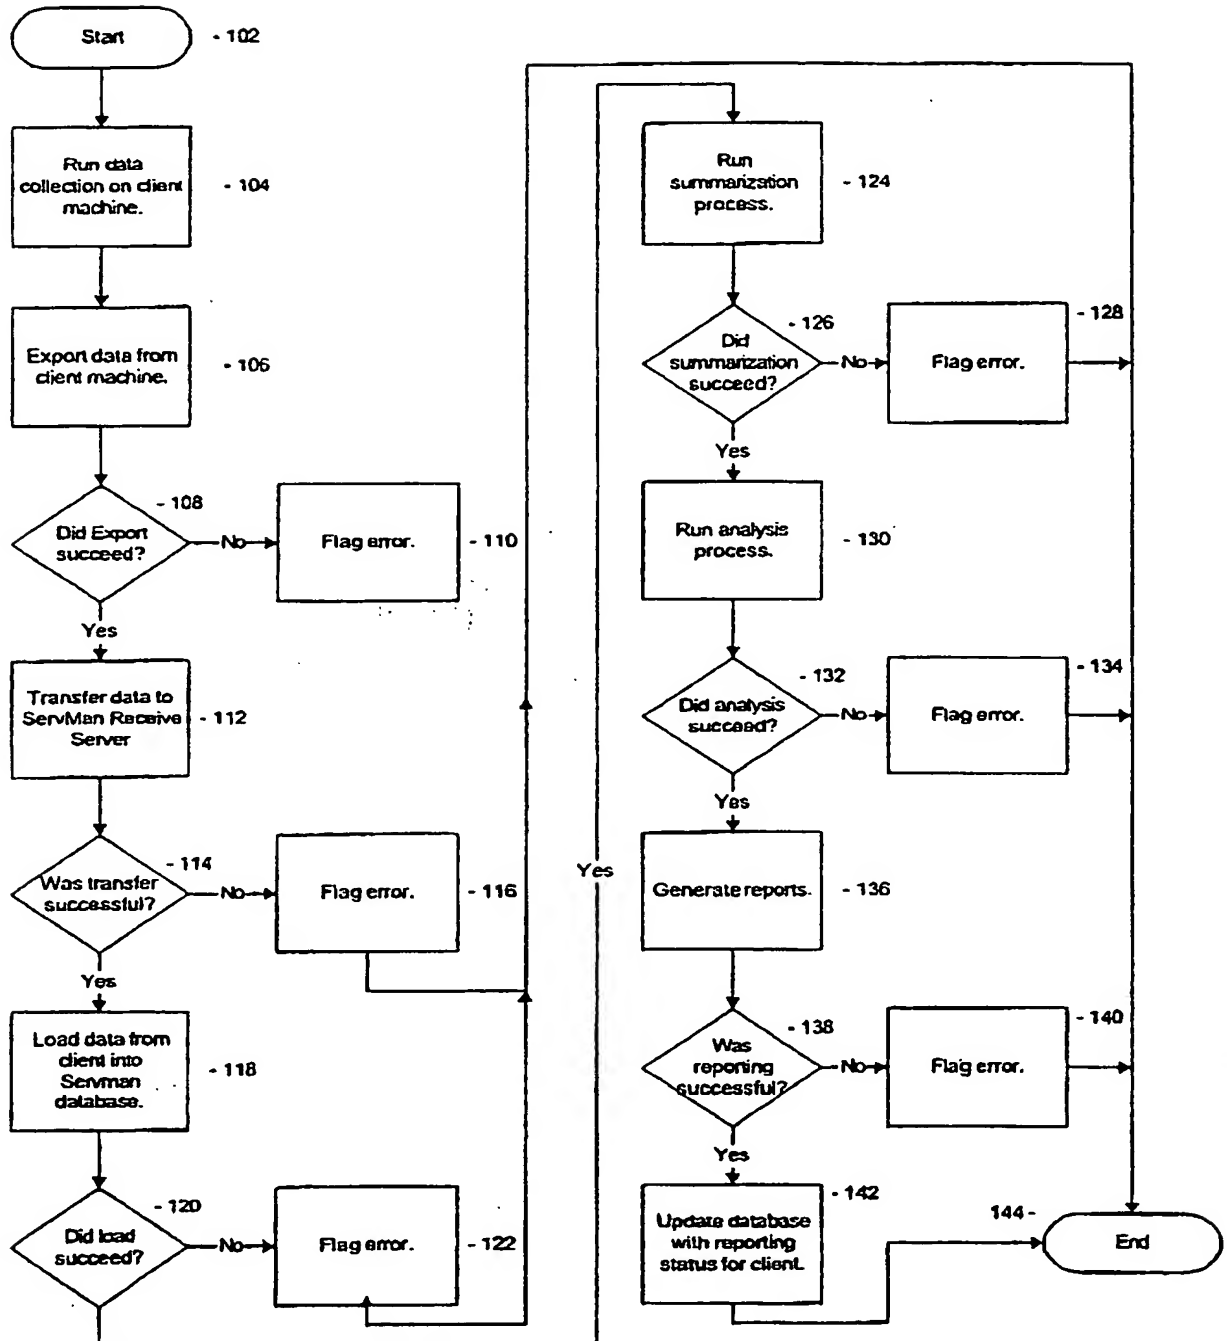 Start
- 102
Run data
collection on client
machine.
- 104
Export data from
client machine.
- 106
- 108
Did Export
succeed?
No
Flag error.
- 110
Yes
Transfer data to
ServMan Receive
Server
- 112
- 114
Was transfer
successful?
No
Flag error.
- 116
Yes
Load data from
client into
Servman
database.
- 118
- 120
Did load
succeed?
No
Flag error.
- 122
Yes
Run
summarization
process.
- 124
- 126
Did
summarization
succeed?
No
Flag error.
- 128
Yes
Run analysis
process.
- 130
- 132
Did analysis
succeed?
No
Flag error.
- 134
Yes
Generate reports.
- 136
- 138
Was
reporting
successful?
No
Flag error.
- 140
Yes
Update database
with reporting
status for client.
- 142
144 -
End